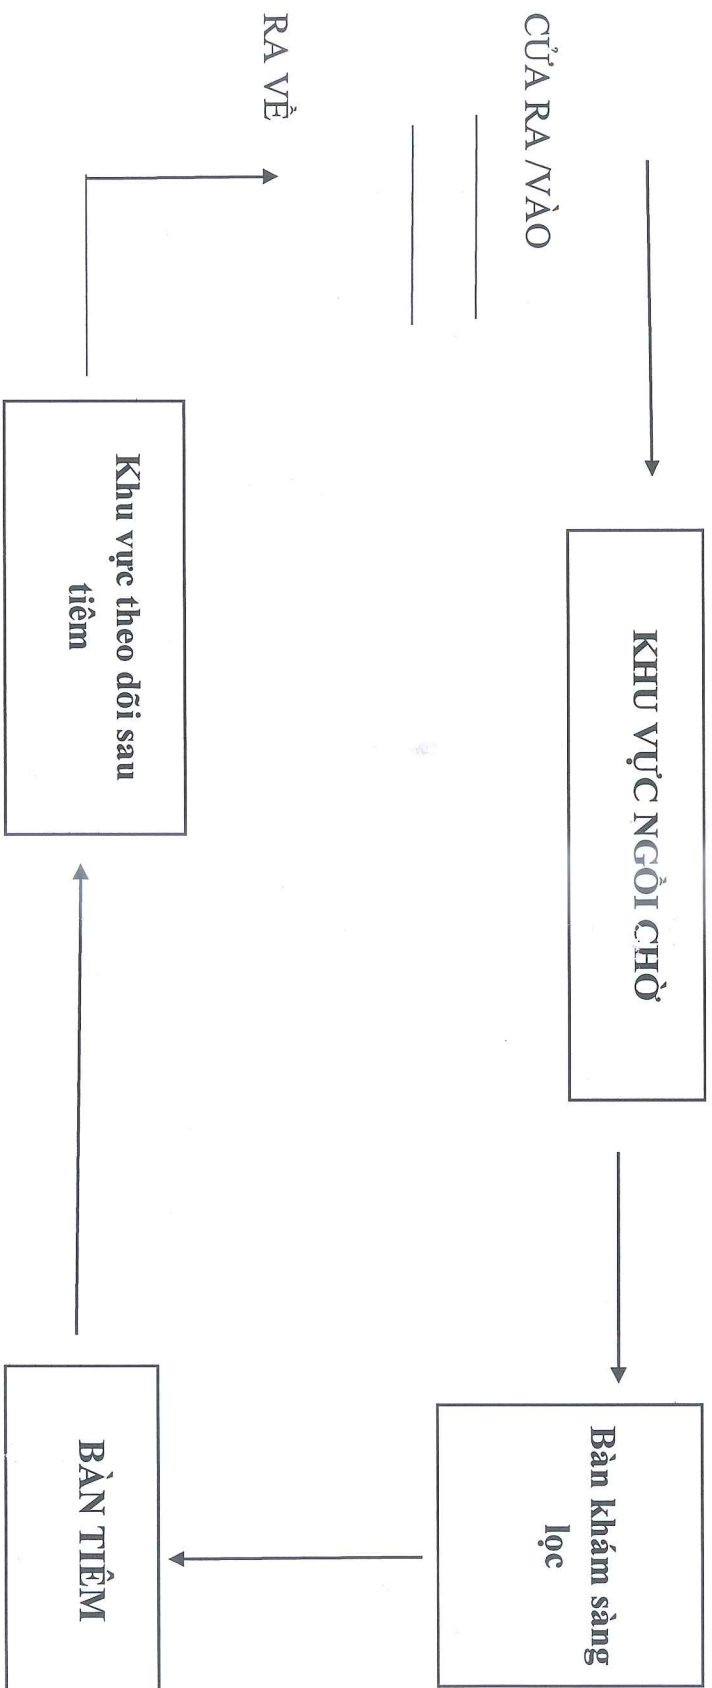 KHU VỰC NGỒI CHỜ
Bàn khám sàng
lọc
CỬA RA /VÀO
RA VỀ
Khu vực theo dõi sau
tiêm
BÀN TIÊM